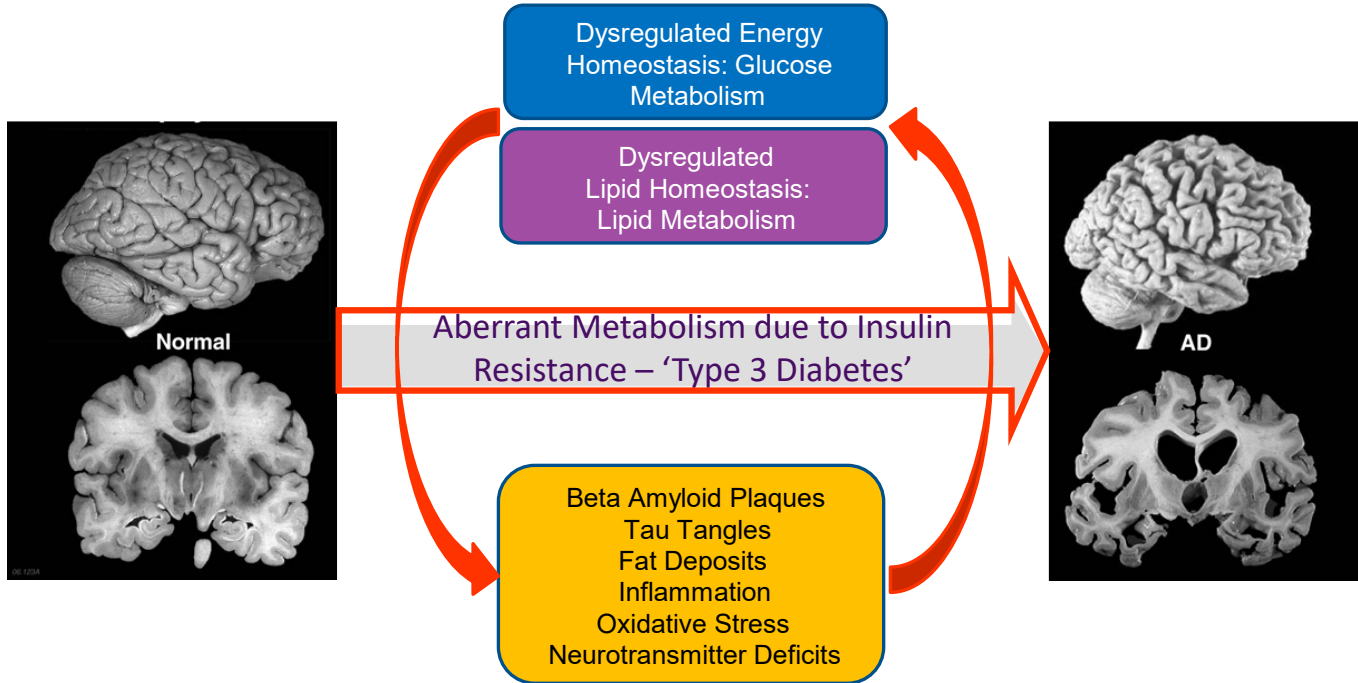 Dysregulated Energy
Homeostasis: Glucose
Metabolism
Dysregulated
Lipid Homeostasis:
Lipid Metabolism
Normal
Aberrant Metabolism due to Insulin
Resistance – ‘Type 3 Diabetes’
AD
Beta Amyloid Plaques
Tau Tangles
Fat Deposits
Inflammation
Oxidative Stress
Neurotransmitter Deficits